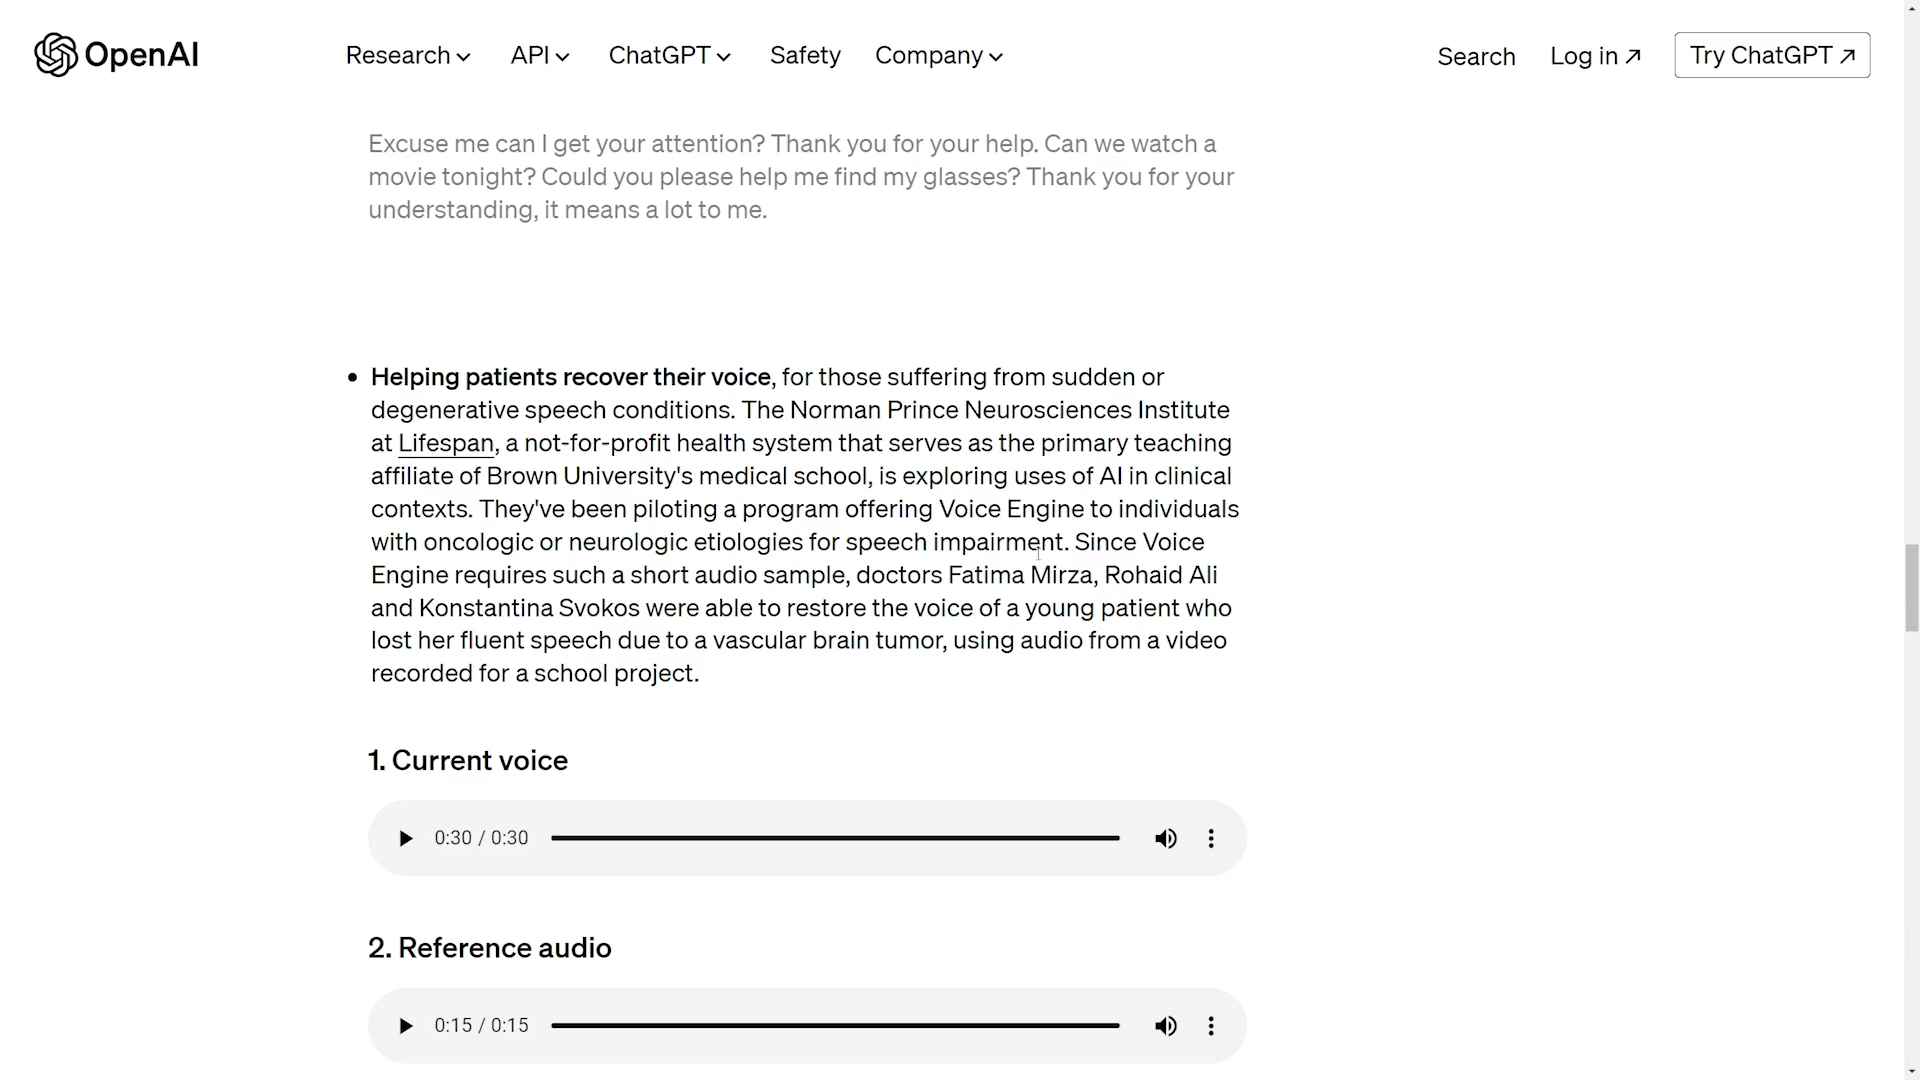 OpenAI
Research API ChatGPT Safety Company Search Log in ↗ Try ChatGPT ↗
Excuse me can I get your attention? Thank you for your help. Can we watch a
movie tonight? Could you please help me find my glasses? Thank you for your
understanding, it means a lot to me.
• Helping patients recover their voice, for those suffering from sudden or
degenerative speech conditions. The Norman Prince Neurosciences Institute
at Lifespan, a not-for-profit health system that serves as the primary teaching
affiliate of Brown University's medical school, is exploring uses of AI in clinical
contexts. They've been piloting a program offering Voice Engine to individuals
with oncologic or neurologic etiologies for speech impairment. Since Voice
Engine requires such a short audio sample, doctors Fatima Mirza, Rohaid Ali
and Konstantina Svokos were able to restore the voice of a young patient who
lost her fluent speech due to a vascular brain tumor, using audio from a video
recorded for a school project.
1. Current voice
0:30 / 0:30
2. Reference audio
0:15 / 0:15